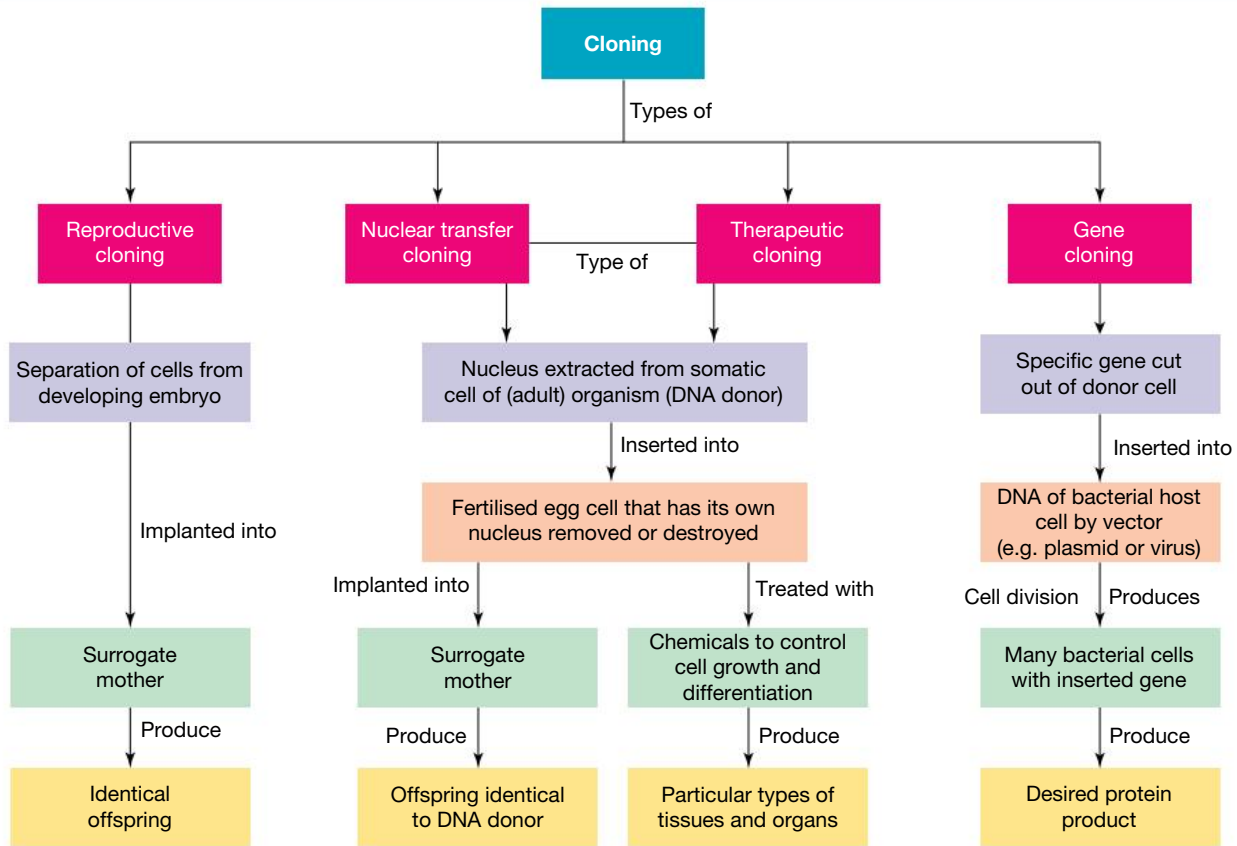 Cloning
Types of
Reproductive
cloning
Nuclear transfer
cloning
Type of
Therapeutic
cloning
Gene
cloning
Separation of cells from
developing embryo
Nucleus extracted from somatic
cell of (adult) organism (DNA donor)
Specific gene cut
out of donor cell
Inserted into
Inserted into
Implanted into
Fertilised egg cell that has its own
nucleus removed or destroyed
DNA of bacterial host
cell by vector
(e.g. plasmid or virus)
Implanted into
Treated with
Cell division
Produces
Surrogate
mother
Surrogate
mother
Chemicals to control
cell growth and
differentiation
Many bacterial cells
with inserted gene
Produce
Produce
Produce
Produce
Identical
offspring
Offspring identical
to DNA donor
Particular types of
tissues and organs
Desired protein
product